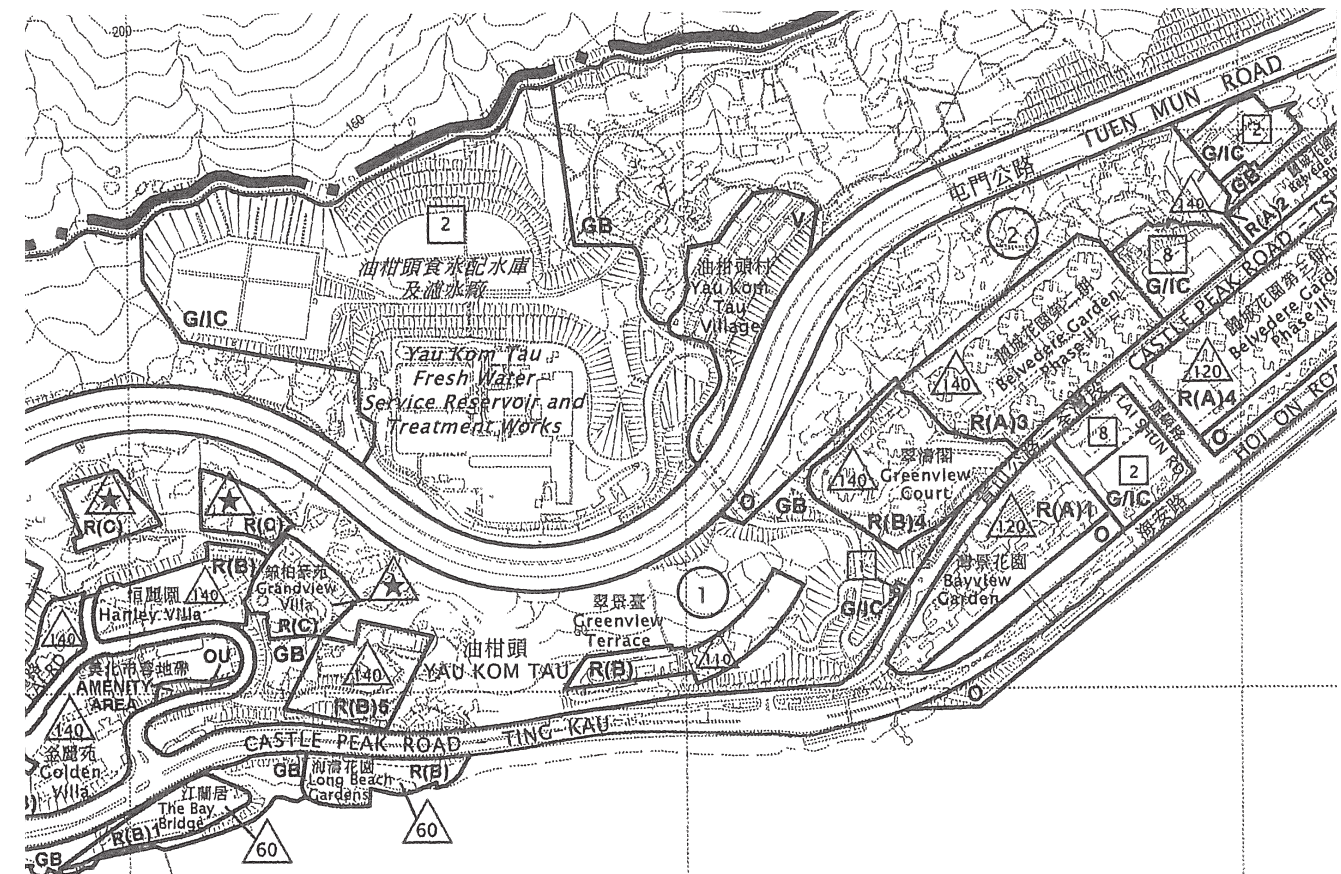 200
160
TUEN MUN ROAD
屯門公路
2
G/IC
GB
140
R(A)2
2
GB
V
2
8
G/IC
油柑頭食水配水庫
及濾水廠
油柑頭村
Yau Kom
Tau
Village
G/IC
Yau Kom Tau
Fresh Water
Service Reservoir and
Treatment Works
Belvedere Garden
Phase II
140
R(A)3
CASTLE PEAK ROAD
Belvedere Garden
Phase III
120
R(A)4
O
HOI ON ROAD
海安路
LAI SHUN RD
8
2
G/IC
R(A)1
O
120
灣景花園
Bayview
Garden
翠濤閣
Greenview
Court
140
R(B)4
O
GB
1
G/IC
R(C)
R(C)
R(B)
140
恒麗園
Hanley Villa
錦柏豪苑
Grandview
Villa
R(C)
GB
140
OU
AMENITY
AREA
140
金麗苑
Golden
Villa
140
R(B)5
油柑頭
YAU KOM TAU
翠景臺
Greenview
Terrace
R(B)
1
110
O
CASTLE PEAK ROAD - TING KAU
GB
海濤花園
Long Beach
Gardens
R(B)
60
汀蘭居
The Bay
Bridge
R(B)1
60
GB